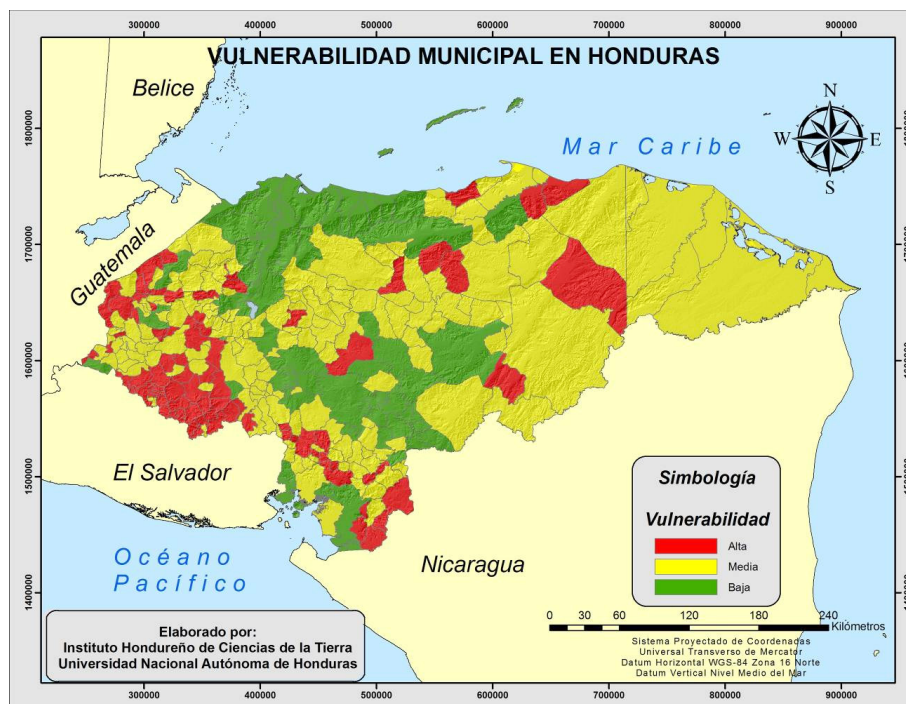 300000 400000 500000 600000 700000 800000 900000
VULNERABILIDAD MUNICIPAL EN HONDURAS
Belice
N
W E
S
Mar Caribe
1800000
Guatemala
1700000
1600000
El Salvador
1500000
Simbología
Vulnerabilidad
Alta
Media
Baja
Océano
Pacífico
Nicaragua
1400000
0 30 60 120 180 240
Kilómetros
Elaborado por:
Instituto Hondureño de Ciencias de la Tierra
Universidad Nacional Autónoma de Honduras
Sistema Proyectado de Coordenadas
Universal Transverso de Mercator
Datum Horizontal WGS-84 Zona 16 Norte
Datum Vertical Nivel Medio del Mar
300000 400000 500000 600000 700000 800000 900000